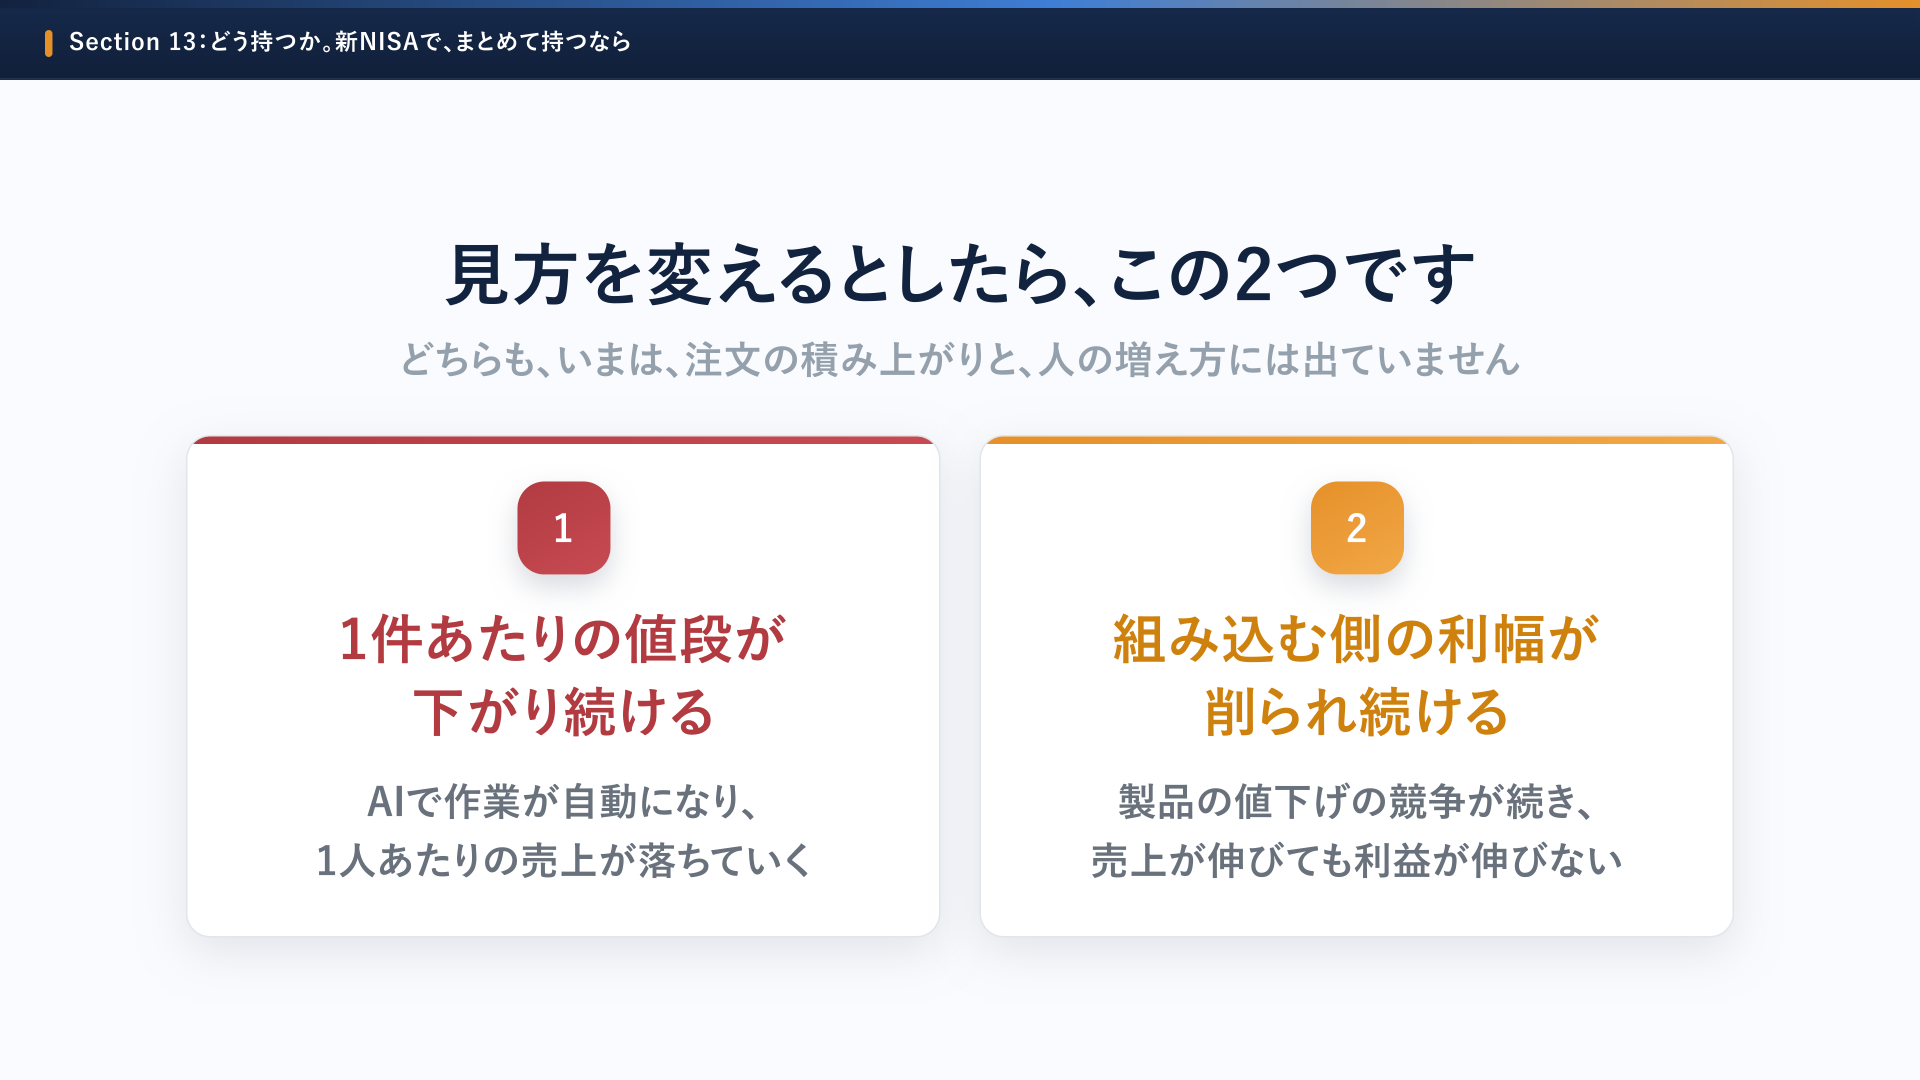 Section 13：どう持つか。新NISAで、まとめて持つなら
見方を変えるとしたら、この2つです
どちらも、いまは、注文の積み上がりと、人の増え方には出ていません
1
1件あたりの値段が
下がり続ける
AIで作業が自動になり、
1人あたりの売上が落ちていく
2
組み込む側の利幅が
削られ続ける
製品の値下げの競争が続き、
売上が伸びても利益が伸びない